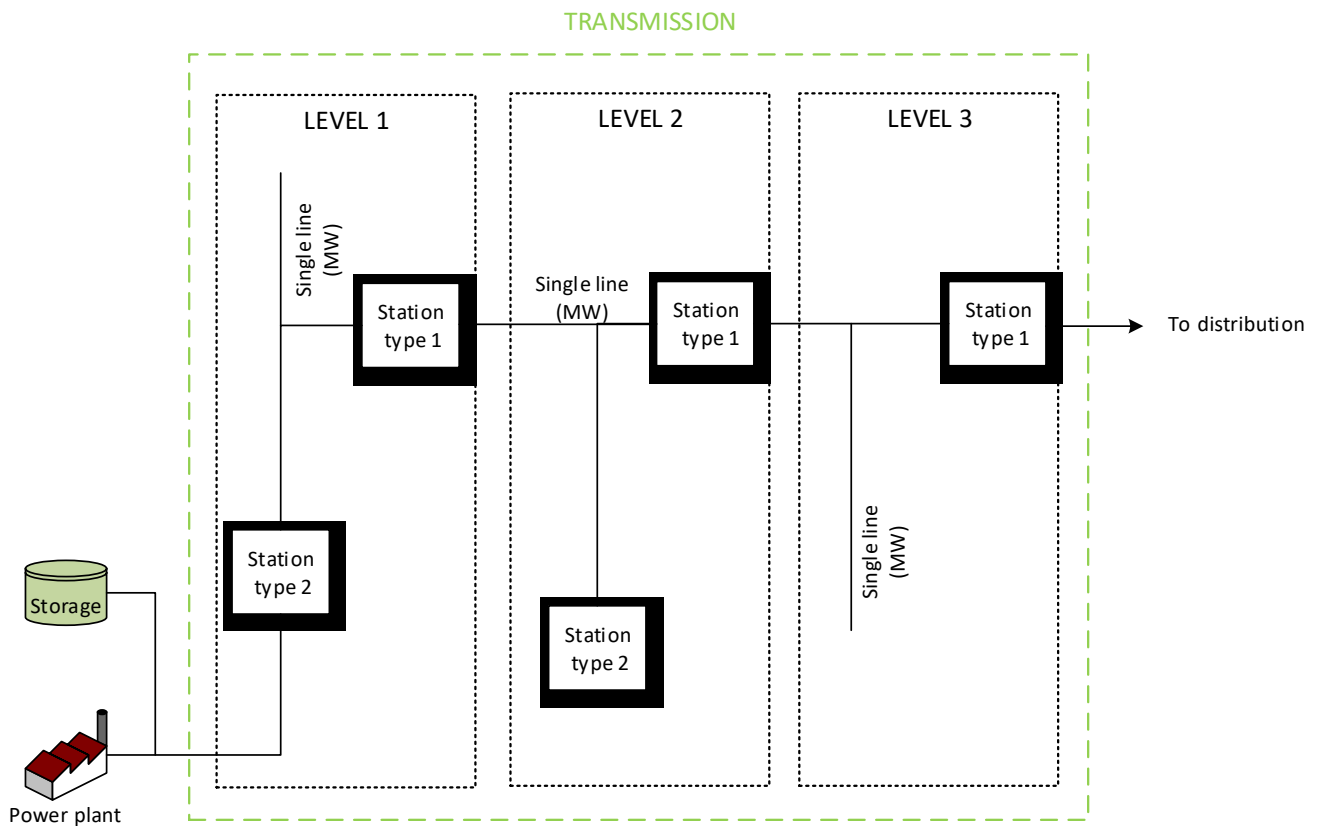 TRANSMISSION
LEVEL 1
LEVEL 2
LEVEL 3
Single line
(MW)
Station
type 1
Single line
(MW)
Station
type 1
Station
type 1
To distribution
Station
type 2
Storage
Station
type 2
Single line
(MW)
Power plant